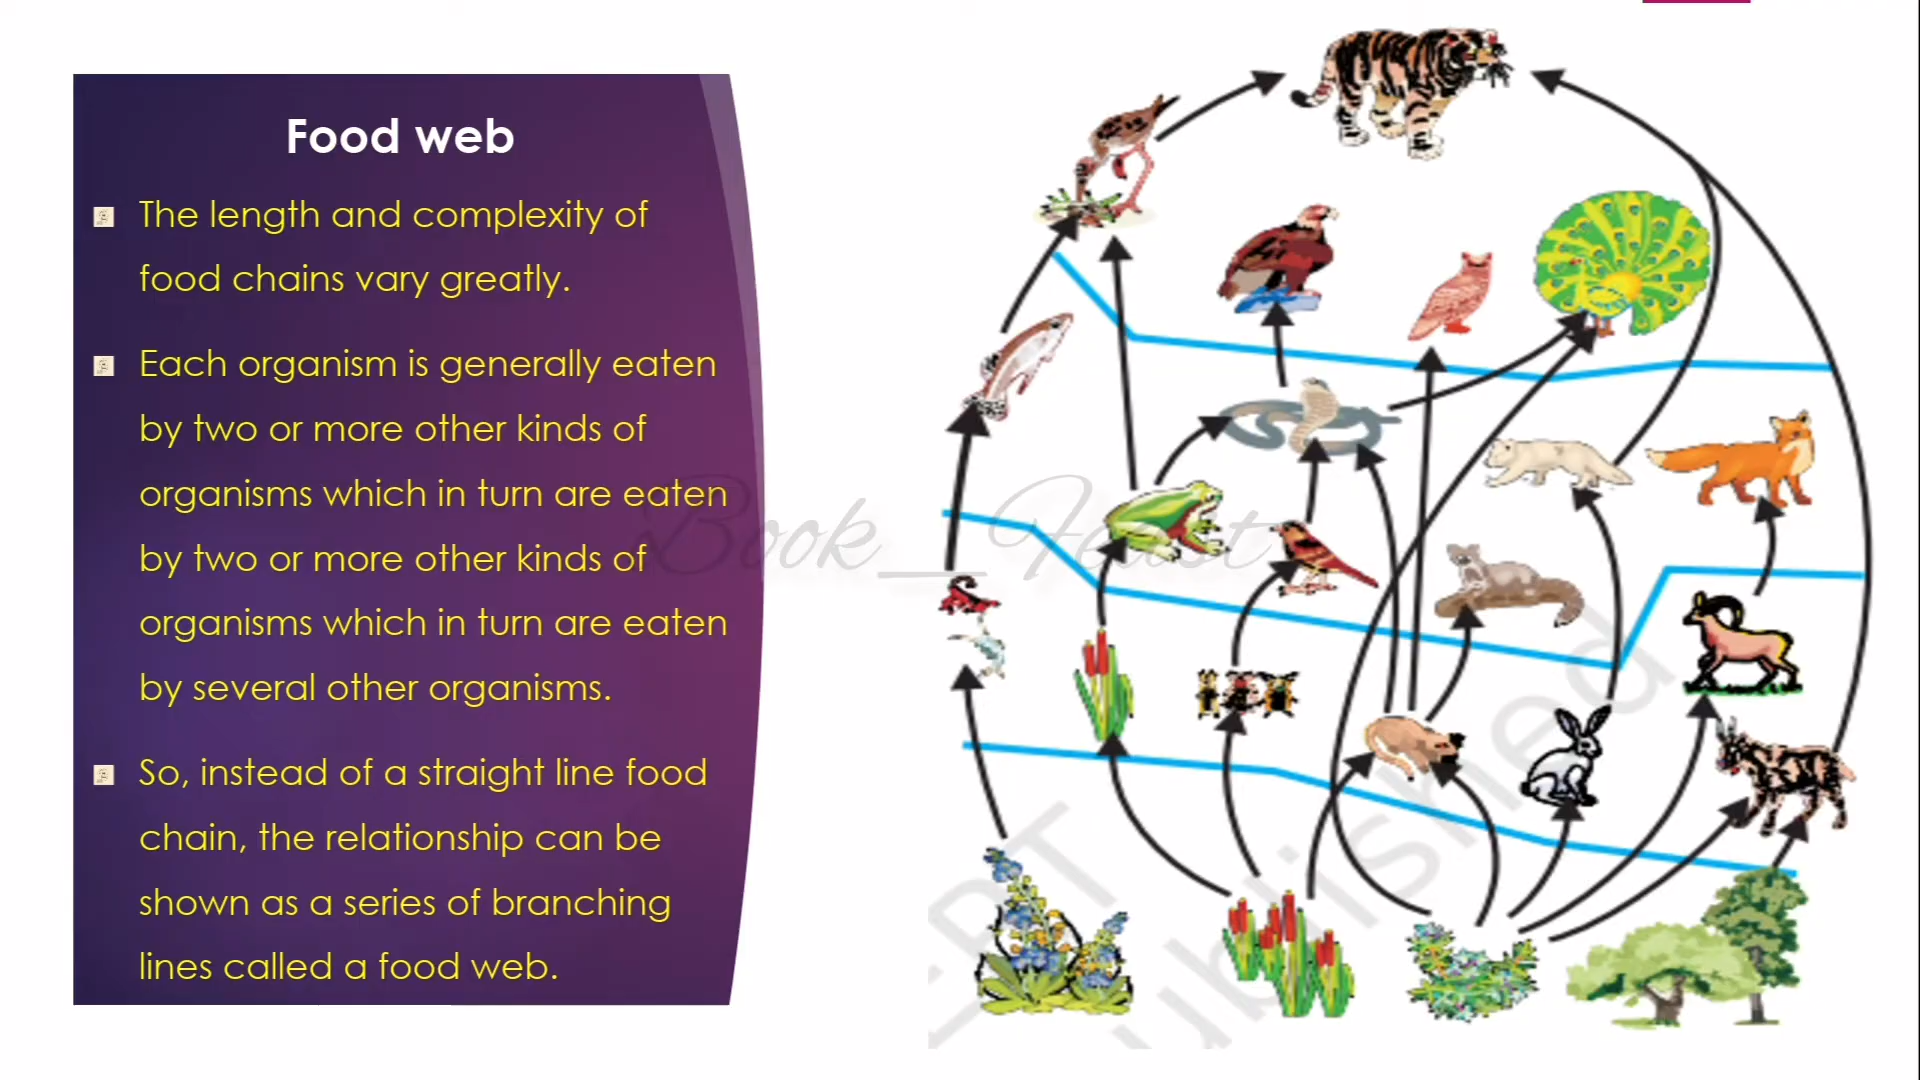 Food web
The length and complexity of
food chains vary greatly.
Each organism is generally eaten
by two or more other kinds of
organisms which in turn are eaten
by two or more other kinds of
organisms which in turn are eaten
by several other organisms.
So, instead of a straight line food
chain, the relationship can be
shown as a series of branching
lines called a food web.
Book__Feast
ERT
ublished